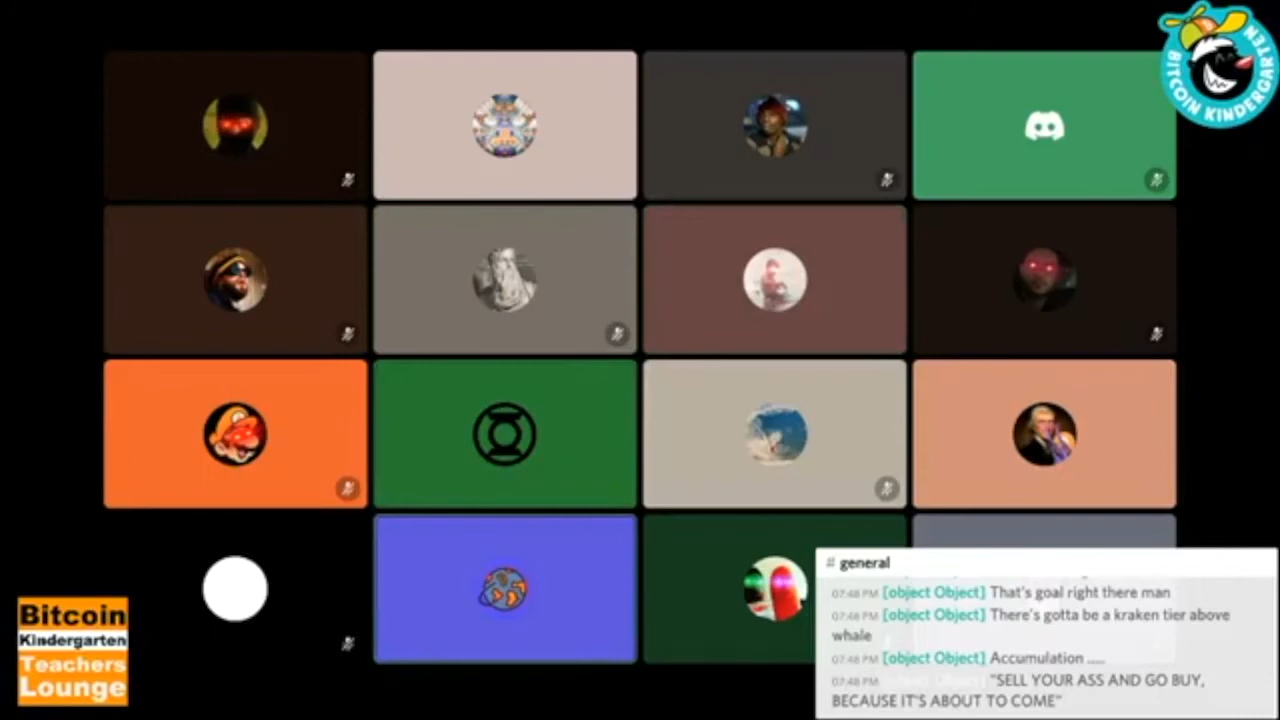 BITCOIN KINDERGARTEN
# general
07:48 PM [object Object] That's goal right there man
07:48 PM [object Object] There's gotta be a kraken tier above
whale
07:48 PM [object Object] Accumulation .....
07:48 PM [object Object] "SELL YOUR ASS AND GO BUY,
BECAUSE IT'S ABOUT TO COME"
Bitcoin
Kindergarten
Teachers
Lounge